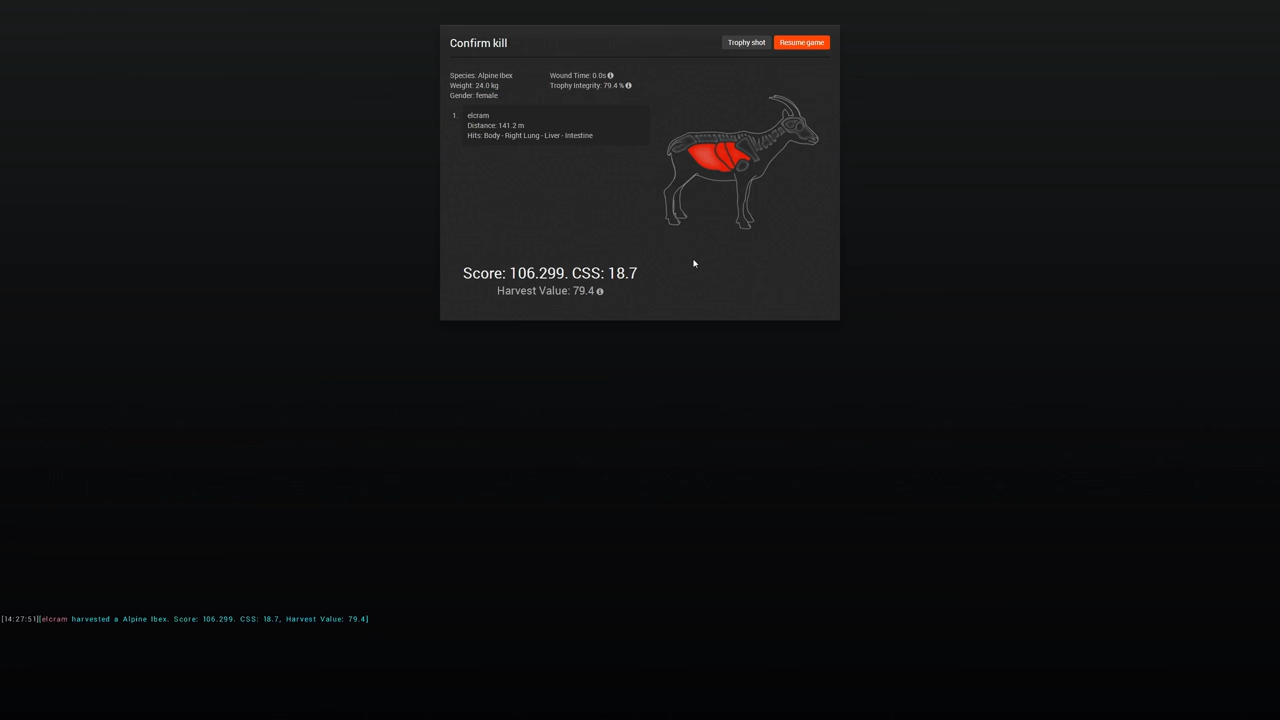 Confirm kill
Trophy shot
Resume game
Species: Alpine Ibex
Weight: 24.0 kg
Gender: female
Wound Time: 0.0s
Trophy Integrity: 79.4 %
1.
elcram
Distance: 141.2 m
Hits: Body - Right Lung - Liver - Intestine
Score: 106.299. CSS: 18.7
Harvest Value: 79.4
[14:27:51][elcram harvested a Alpine Ibex. Score: 106.299. CSS: 18.7, Harvest Value: 79.4]